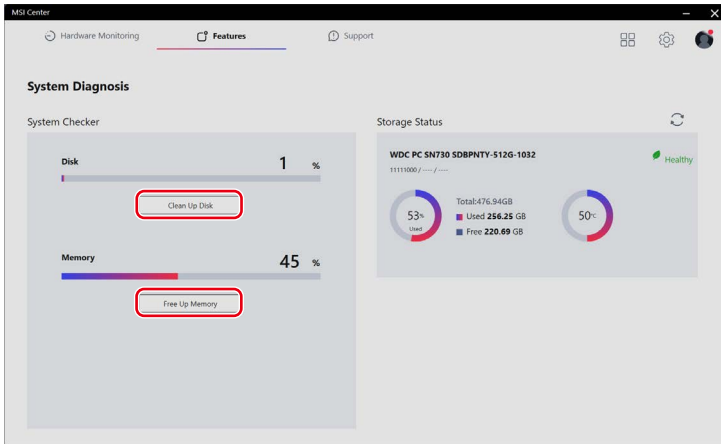 MSI Center
Hardware Monitoring
Features
Support
System Diagnosis
System Checker
Storage Status
Disk
1 %
Clean Up Disk
Memory
45 %
Free Up Memory
WDC PC SN730 SDBPNTY-512G-1032
11111000 / ---- / ----
Healthy
53%
Used
Total:476.94GB
Used 256.25 GB
Free 220.69 GB
50°C